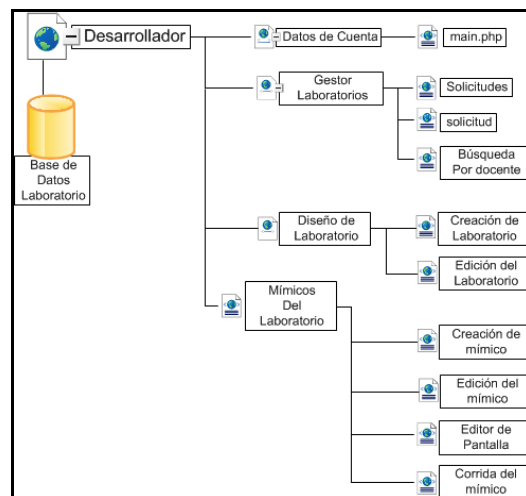 Desarrollador
Datos de Cuenta
main.php
Gestor
Laboratorios
Solicitudes
solicitud
Búsqueda
Por docente
Base de
Datos
Laboratorio
Diseño de
Laboratorio
Creación de
Laboratorio
Edición del
Laboratorio
Mímicos
Del
Laboratorio
Creación de
mímico
Edición del
mímico
Editor de
Pantalla
Corrida del
mímico